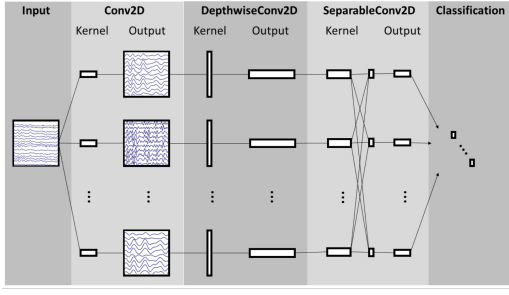 Input Conv2D DepthwiseConv2D SeparableConv2D Classification
Kernel Output Kernel Output Kernel Output